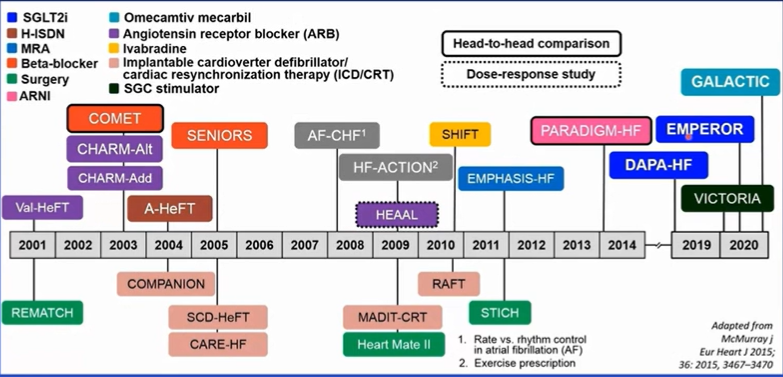 SGLT2i
H-ISDN
MRA
Beta-blocker
Surgery
ARNI
Omecamtiv mecarbil
Angiotensin receptor blocker (ARB)
Ivabradine
Implantable cardioverter defibrillator/
cardiac resynchronization therapy (ICD/CRT)
SGC stimulator
Head-to-head comparison
Dose-response study
GALACTIC
COMET
SENIORS
AF-CHF1
SHIFT
PARADIGM-HF
EMPEROR
CHARM-Alt
HF-ACTION2
DAPA-HF
CHARM-Add
EMPHASIS-HF
VICTORIA
Val-HeFT
A-HeFT
HEAAL
2001 2002 2003 2004 2005 2006 2007 2008 2009 2010 2011 2012 2013 2014 2019 2020
COMPANION
RAFT
REMATCH
SCD-HeFT
MADIT-CRT
STICH
CARE-HF
Heart Mate II
1. Rate vs. rhythm control
in atrial fibrillation (AF)
2. Exercise prescription
Adapted from
McMurray j
Eur Heart J 2015;
36: 2015, 3467–3470